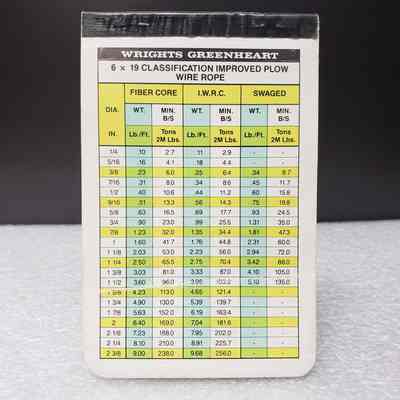 WRIGHTS GREENHEART
6 x 19 CLASSIFICATION IMPROVED PLOW
WIRE ROPE
FIBER CORE I.W.R.C. SWAGED
DIA. WT. MIN. B/S WT. MIN. B/S WT. MIN. B/S
IN. Lb./Ft. Tons 2M Lbs. Lb./Ft. Tons 2M Lbs. Lb./Ft. Tons 2M Lbs.
1/4 .10 2.7 .11 2.9 - -
5/16 .16 4.1 .18 4.4 - -
3/8 .23 6.0 .25 6.4 .34 8.7
7/16 .31 8.0 .34 8.6 .45 11.7
1/2 .40 10.6 .44 11.2 .60 15.8
9/16 .51 13.3 .56 14.3 .75 19.8
5/8 .63 16.5 .69 17.7 .93 24.5
3/4 .90 23.0 .99 25.5 1.31 35.0
7/8 1.23 32.0 1.35 34.4 1.81 47.3
1 1.60 41.7 1.76 44.8 2.31 60.0
1 1/8 2.03 53.0 2.23 56.9 2.94 72.0
1 1/4 2.50 65.5 2.75 70.4 3.42 88.0
1 3/8 3.03 81.0 3.33 87.0 4.10 105.0
1 1/2 3.60 96.0 5.10 135.0
4.23 113.0 4.65 121.4 - -
1 3/4 4.90 130.0 5.39 139.7 - -
1 7/8 5.63 152.0 6.19 163.4 - -
2 6.40 169.0 7.04 181.6 - -
2 1/8 7.23 188.0 7.95 202.0 - -
2 1/4 8.10 210.0 8.91 225.7 - -
2 3/8 9.00 238.0 9.68 256.0 - -